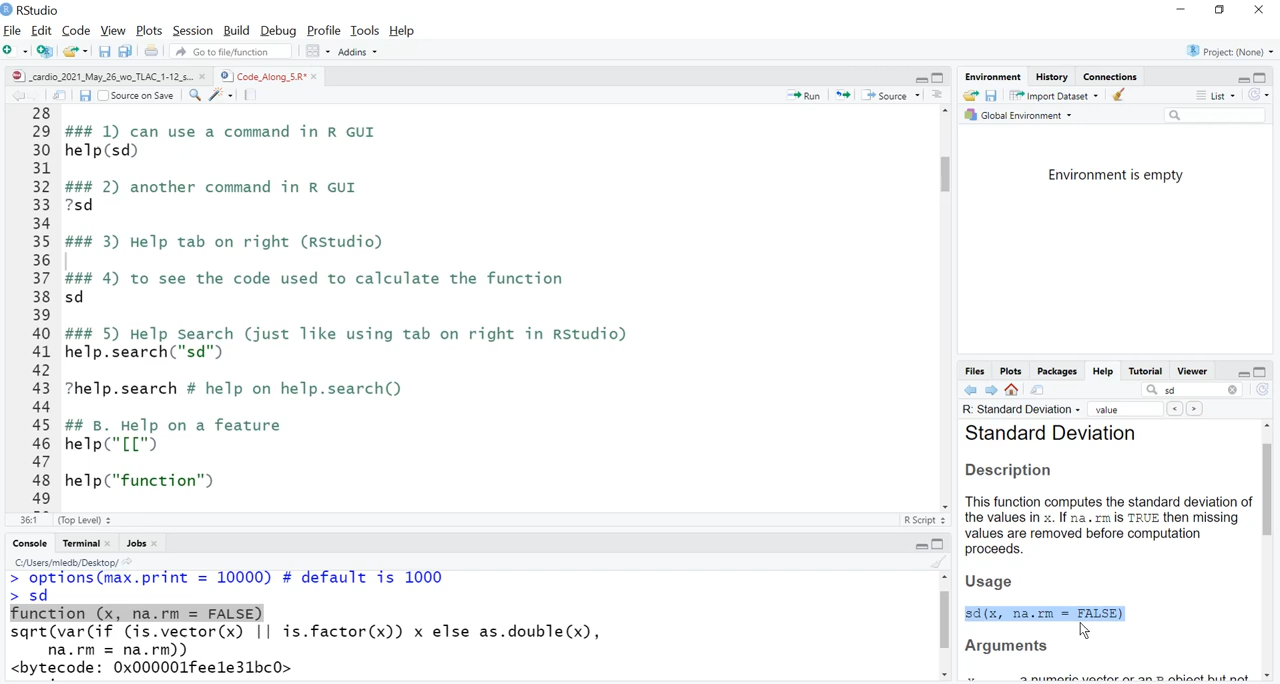 RStudio
File Edit Code View Plots Session Build Debug Profile Tools Help
Go to file/function Addins Project: (None)
_cardio_2021_May_26_wo_TLAC_1-12_s... Code_Along_5.R*
Source on Save Run Source
28
29 ### 1) can use a command in R GUI
30 help(sd)
31
32 ### 2) another command in R GUI
33 ?sd
34
35 ### 3) Help tab on right (RStudio)
36
37 ### 4) to see the code used to calculate the function
38 sd
39
40 ### 5) Help Search (just like using tab on right in RStudio)
41 help.search("sd")
42
43 ?help.search # help on help.search()
44
45 ## B. Help on a feature
46 help("[[")
47
48 help("function")
49
36:1 (Top Level) R Script
Console Terminal Jobs
C:/Users/mledb/Desktop/
> options(max.print = 10000) # default is 1000
> sd
function (x, na.rm = FALSE)
sqrt(var(if (is.vector(x) || is.factor(x)) x else as.double(x),
na.rm = na.rm))
<bytecode: 0x000001fee1e31bc0>
Environment History Connections
Import Dataset List
Global Environment
Environment is empty
Files Plots Packages Help Tutorial Viewer
sd
R: Standard Deviation value < >
Standard Deviation
Description
This function computes the standard deviation of
the values in x. If na.rm is TRUE then missing
values are removed before computation
proceeds.
Usage
sd(x, na.rm = FALSE)
Arguments
x a numeric vector or an R object but not